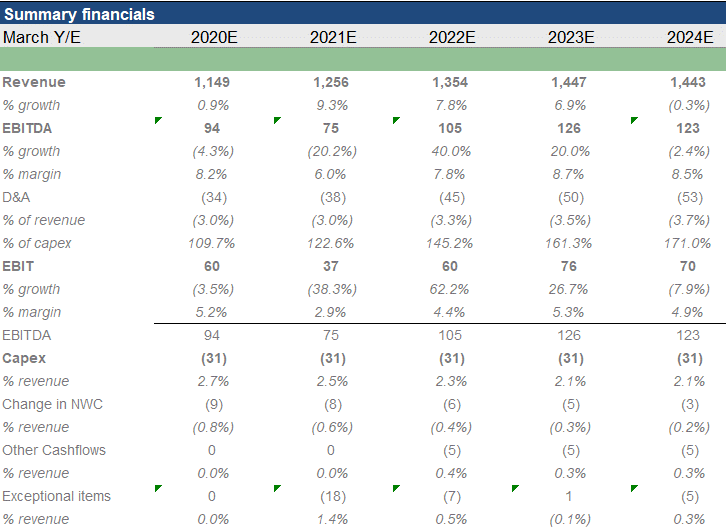 Summary financials
March Y/E 2020E 2021E 2022E 2023E 2024E
Revenue 1,149 1,256 1,354 1,447 1,443
% growth 0.9% 9.3% 7.8% 6.9% (0.3%)
EBITDA 94 75 105 126 123
% growth (4.3%) (20.2%) 40.0% 20.0% (2.4%)
% margin 8.2% 6.0% 7.8% 8.7% 8.5%
D&A (34) (38) (45) (50) (53)
% of revenue (3.0%) (3.0%) (3.3%) (3.5%) (3.7%)
% of capex 109.7% 122.6% 145.2% 161.3% 171.0%
EBIT 60 37 60 76 70
% growth (3.5%) (38.3%) 62.2% 26.7% (7.9%)
% margin 5.2% 2.9% 4.4% 5.3% 4.9%
EBITDA 94 75 105 126 123
Capex (31) (31) (31) (31) (31)
% revenue 2.7% 2.5% 2.3% 2.1% 2.1%
Change in NWC (9) (8) (6) (5) (3)
% revenue (0.8%) (0.6%) (0.4%) (0.3%) (0.2%)
Other Cashflows 0 0 (5) (5) (5)
% revenue 0.0% 0.0% 0.4% 0.3% 0.3%
Exceptional items 0 (18) (7) 1 (5)
% revenue 0.0% 1.4% 0.5% (0.1%) 0.3%